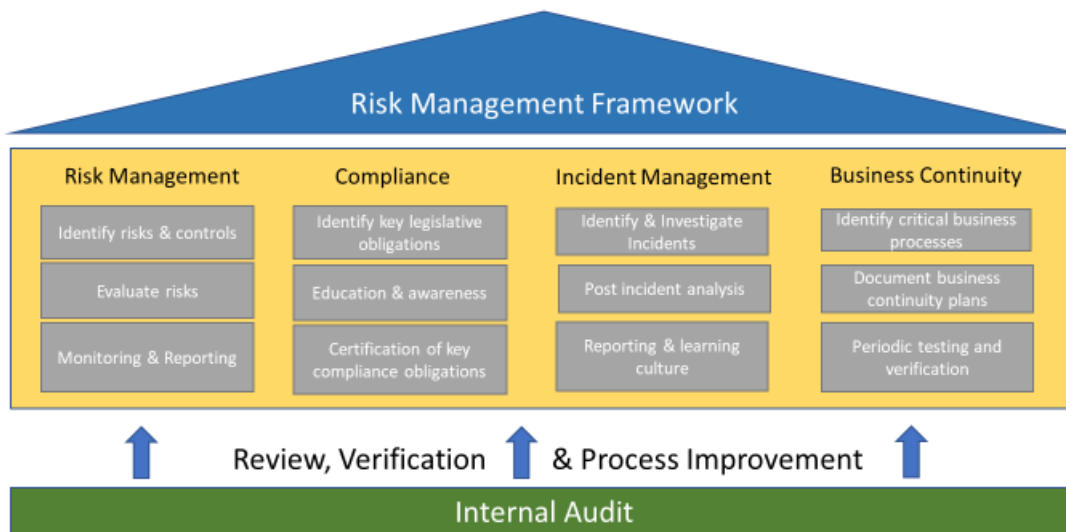 Risk Management Framework
Risk Management
Identify risks & controls
Evaluate risks
Monitoring & Reporting
Compliance
Identify key legislative
obligations
Education & awareness
Certification of key
compliance obligations
Incident Management
Identify & Investigate
Incidents
Post incident analysis
Reporting & learning
culture
Business Continuity
Identify critical business
processes
Document business
continuity plans
Periodic testing and
verification
Review, Verification & Process Improvement
Internal Audit